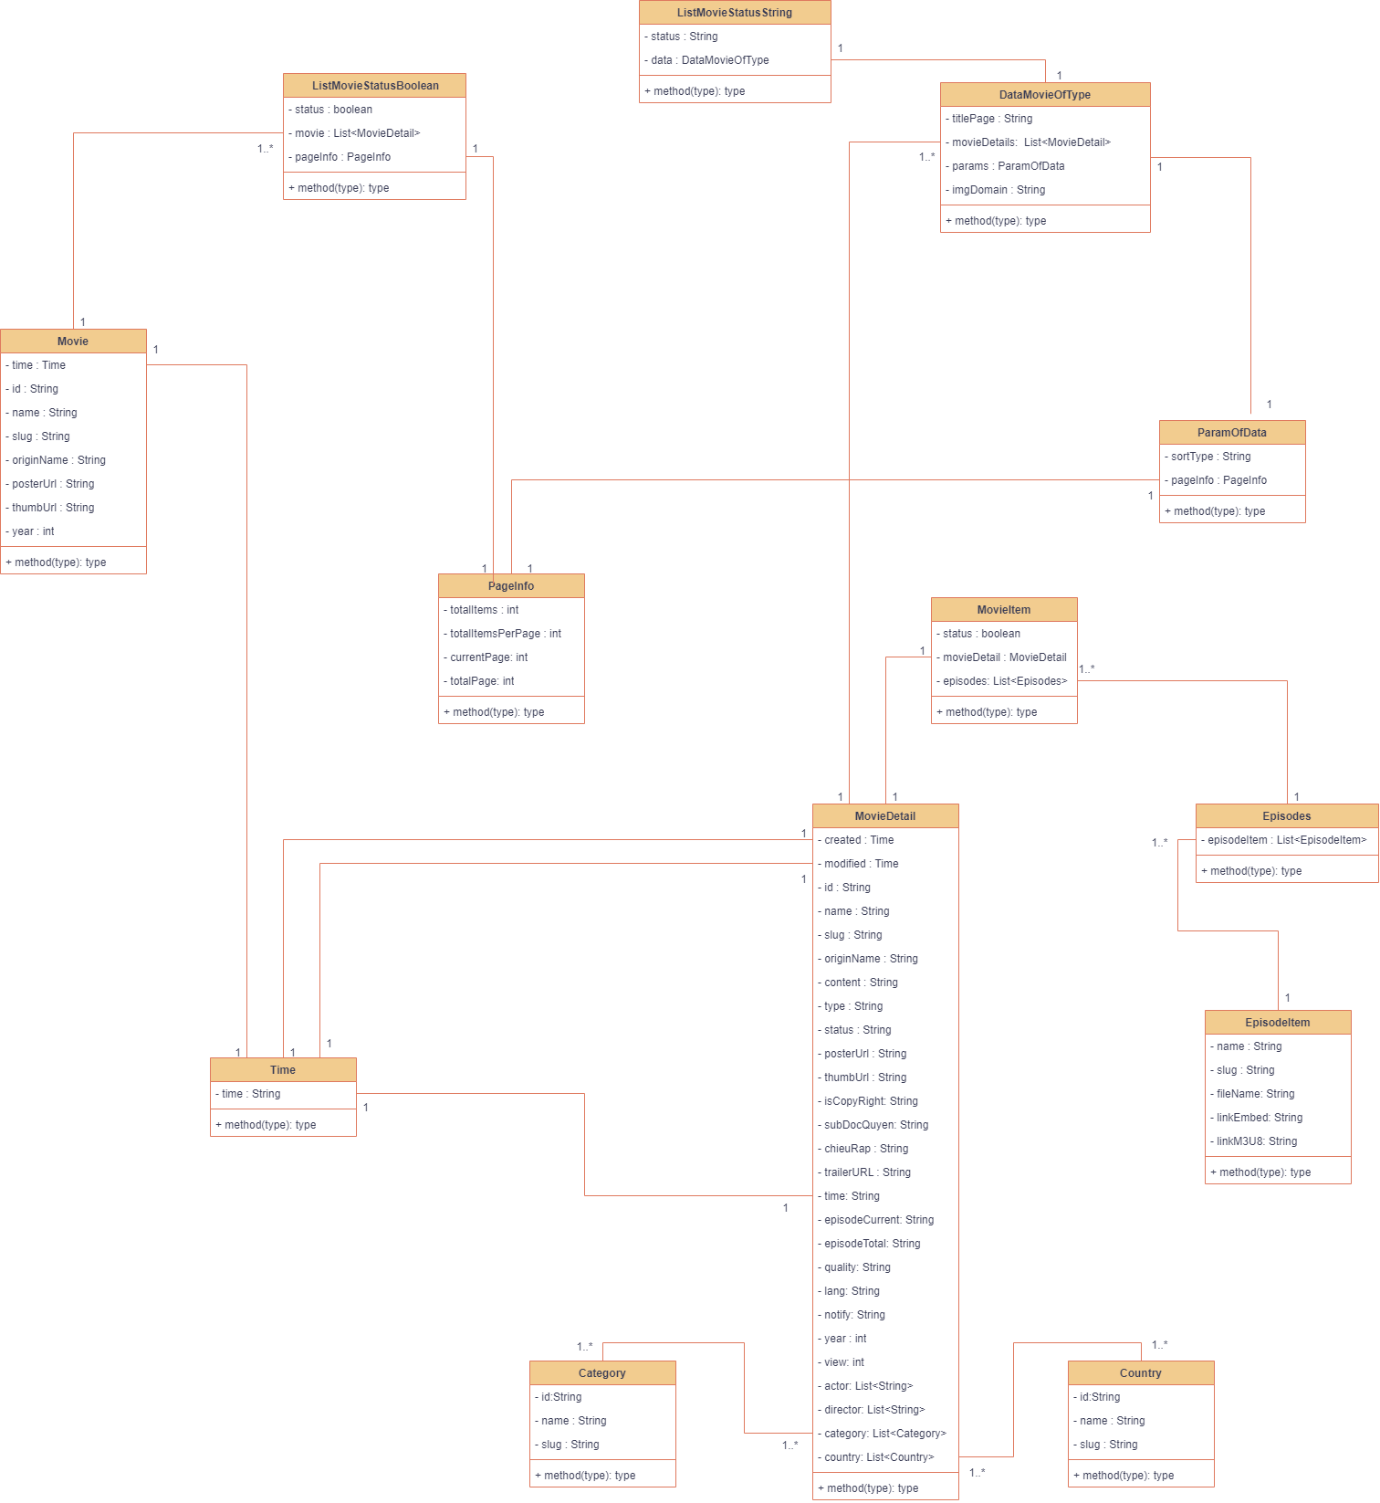 ListMovieStatusString
- status : String
- data : DataMovieOfType
+ method(type): type
1
1
ListMovieStatusBoolean
- status : boolean
- movie : List<MovieDetail>
- pageInfo : PageInfo
+ method(type): type
1..*
1
DataMovieOfType
- titlePage : String
- movieDetails:  List<MovieDetail>
- params : ParamOfData
- imgDomain : String
+ method(type): type
1..*
1
1
Movie
- time : Time
- id : String
- name : String
- slug : String
- originName : String
- posterUrl : String
- thumbUrl : String
- year : int
+ method(type): type
1
1
ParamOfData
- sortType : String
- pageInfo : PageInfo
+ method(type): type
1
1
1
PageInfo
- totalItems : int
- totalItemsPerPage : int
- currentPage: int
- totalPage: int
+ method(type): type
MovieItem
- status : boolean
- movieDetail : MovieDetail
- episodes: List<Episodes>
+ method(type): type
1
1..*
1
1
1
MovieDetail
- created : Time
- modified : Time
- id : String
- name : String
- slug : String
- originName : String
- content : String
- type : String
- status : String
- posterUrl : String
- thumbUrl : String
- isCopyRight: String
- subDocQuyen: String
- chieuRap : String
- trailerURL : String
- time: String
- episodeCurrent: String
- episodeTotal: String
- quality: String
- lang: String
- notify: String
- year : int
- view: int
- actor: List<String>
- director: List<String>
- category: List<Category>
- country: List<Country>
+ method(type): type
1
1
Episodes
- episodeItem : List<EpisodeItem>
+ method(type): type
1..*
1
EpisodeItem
- name : String
- slug : String
- fileName: String
- linkEmbed: String
- linkM3U8: String
+ method(type): type
1
1
1
Time
- time : String
+ method(type): type
1
1
1..*
Category
- id:String
- name : String
- slug : String
+ method(type): type
1..*
1..*
Country
- id:String
- name : String
- slug : String
+ method(type): type
1..*